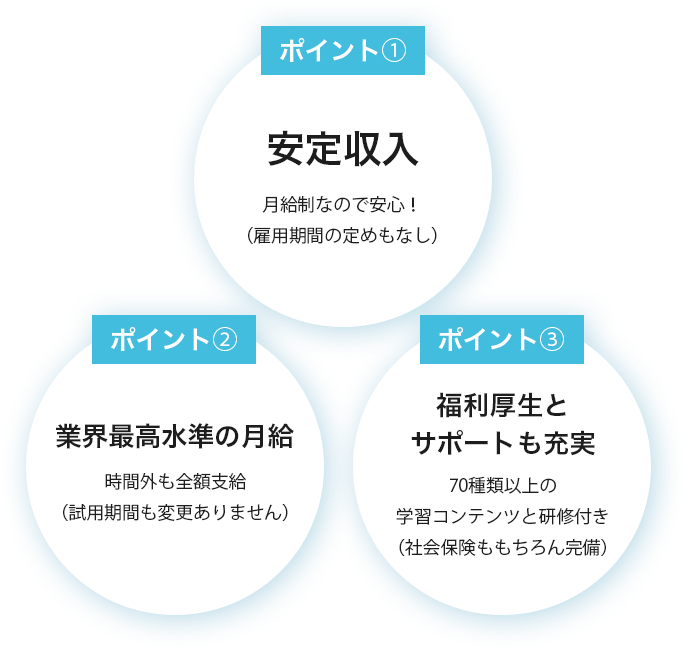 ポイント①
安定収入
月給制なので安心！
（雇用期間の定めもなし）
ポイント②
業界最高水準の月給
時間外も全額支給
（試用期間も変更ありません）
ポイント③
福利厚生と
サポートも充実
70種類以上の
学習コンテンツと研修付き
（社会保険ももちろん完備）